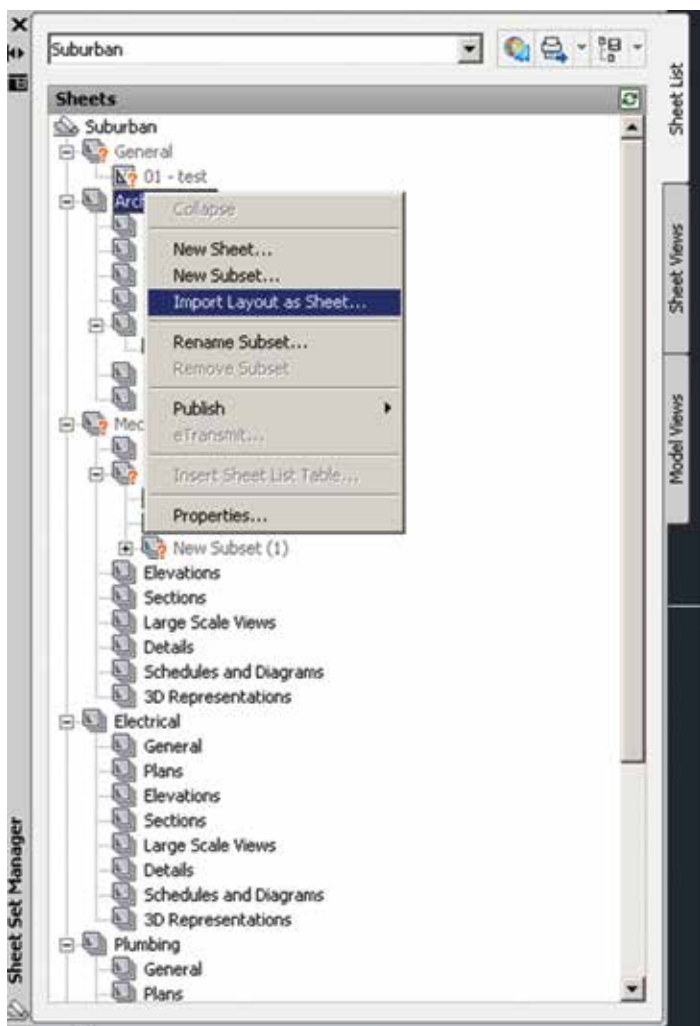 Suburban
Sheets
Suburban
General
01 - test
Arch
Collapse
New Sheet...
New Subset...
Import Layout as Sheet...
Rename Subset...
Remove Subset
Publish
eTransmit...
Insert Sheet List Table...
Properties...
Mec
New Subset (1)
Elevations
Sections
Large Scale Views
Details
Schedules and Diagrams
3D Representations
Electrical
General
Plans
Elevations
Sections
Large Scale Views
Details
Schedules and Diagrams
3D Representations
Plumbing
General
Plans
Sheet List
Sheet Views
Model Views
Sheet Set Manager